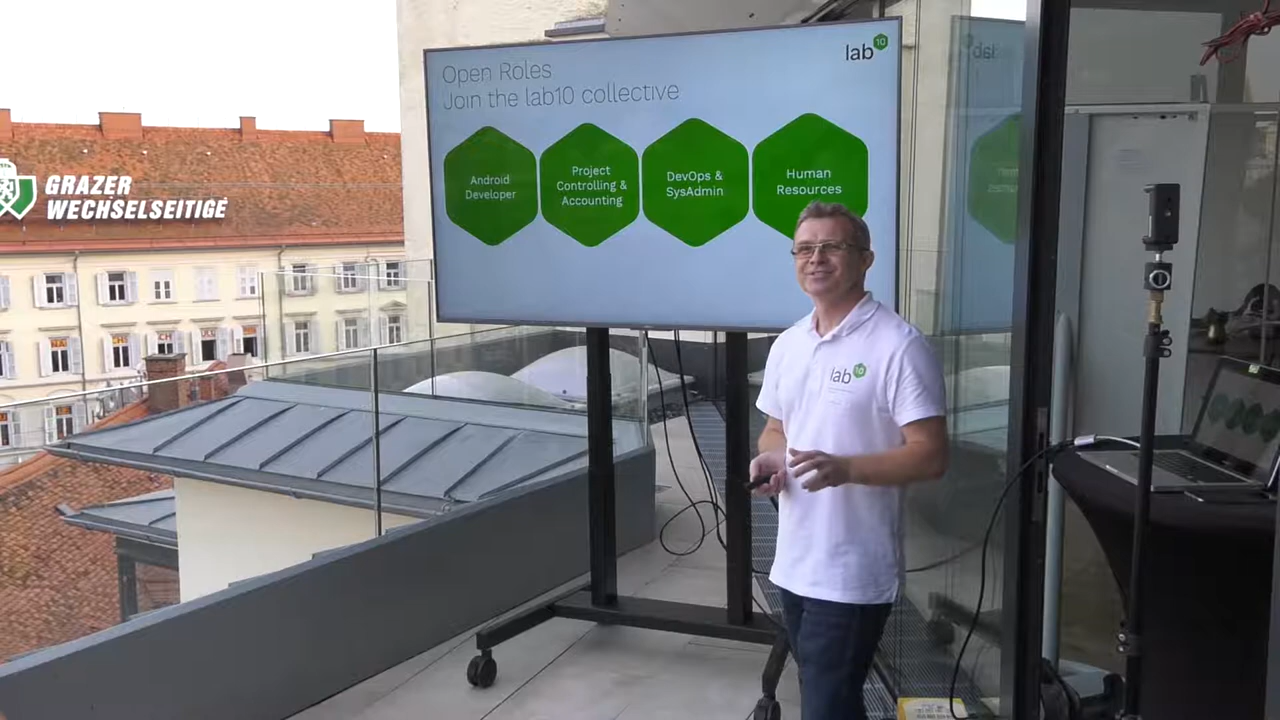 Open Roles
Join the lab10 collective
lab10
Android
Developer
Project
Controlling &
Accounting
DevOps &
SysAdmin
Human
Resources
GRAZER
WECHSELSEITIGE
lab10